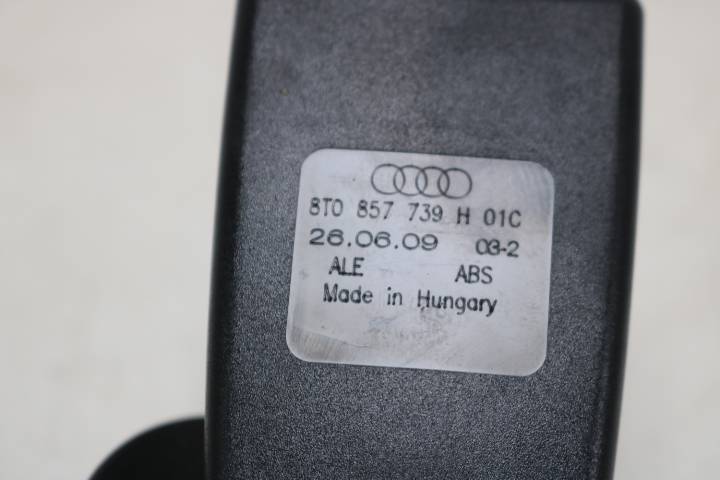 8T0 857 739 H 01C
26.06.09 03-2
ALE ABS
Made in Hungary